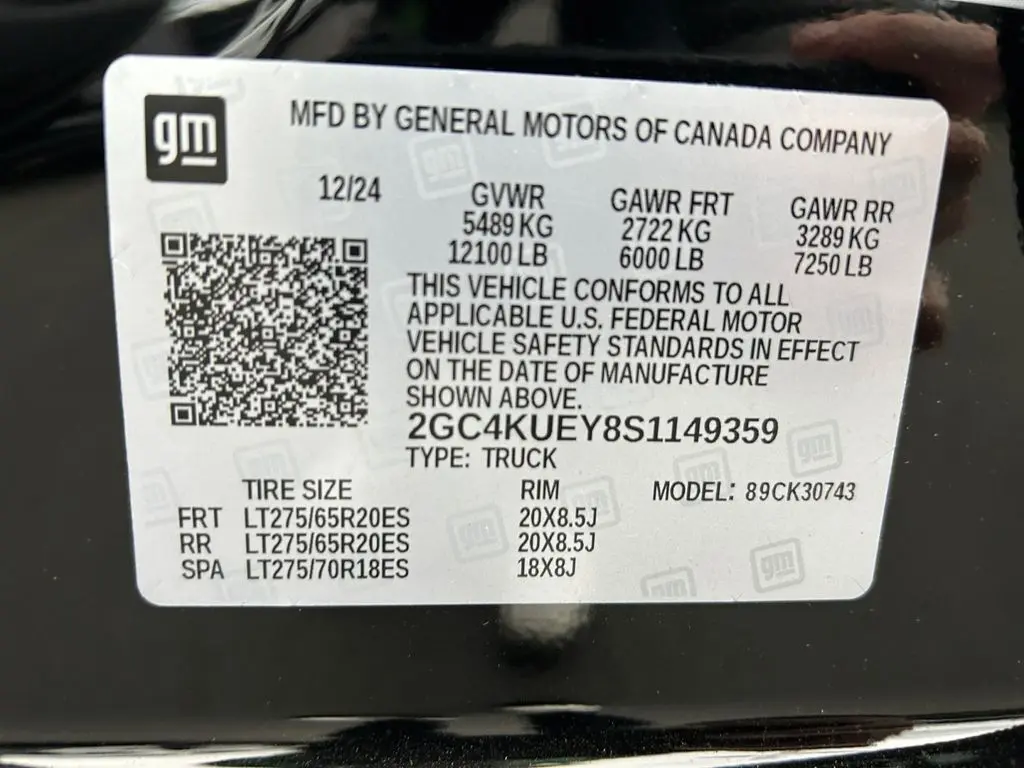 gm
MFD BY GENERAL MOTORS OF CANADA COMPANY
12/24
GVWR GAWR FRT GAWR RR
5489 KG 2722 KG 3289 KG
12100 LB 6000 LB 7250 LB
THIS VEHICLE CONFORMS TO ALL
APPLICABLE U.S. FEDERAL MOTOR
VEHICLE SAFETY STANDARDS IN EFFECT
ON THE DATE OF MANUFACTURE
SHOWN ABOVE.
2GC4KUEY8S1149359
TYPE: TRUCK
TIRE SIZE RIM MODEL: 89CK30743
FRT LT275/65R20ES 20X8.5J
RR LT275/65R20ES 20X8.5J
SPA LT275/70R18ES 18X8J